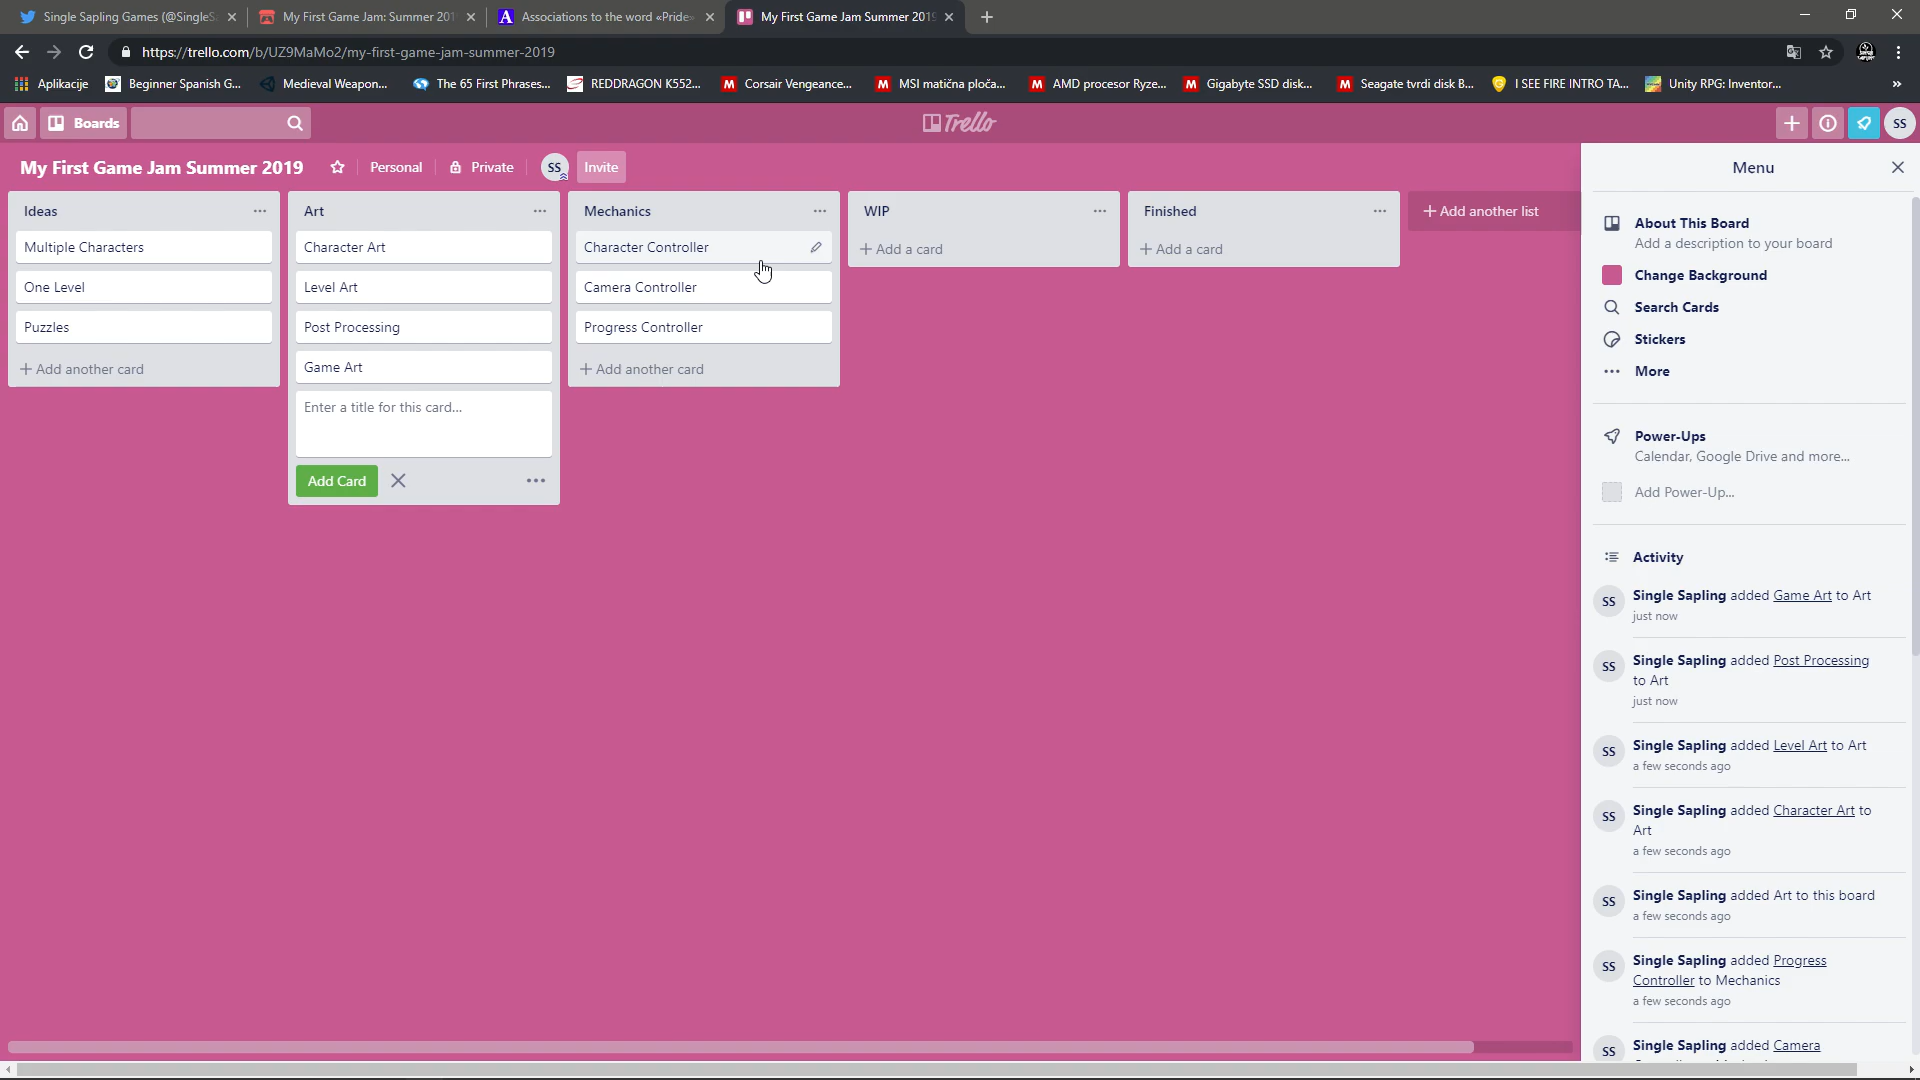 Single Sapling Games (@SingleS
My First Game Jam: Summer 201
Associations to the word «Pride»
My First Game Jam Summer 2019
https://trello.com/b/UZ9MaMo2/my-first-game-jam-summer-2019
Aplikacije
Beginner Spanish G...
Medieval Weapon...
The 65 First Phrases...
REDDRAGON K552...
Corsair Vengeance...
MSI matična ploča...
AMD procesor Ryze...
Gigabyte SSD disk...
Seagate tvrdi disk B...
I SEE FIRE INTRO TA...
Unity RPG: Inventor...
Boards
Trello
SS
My First Game Jam Summer 2019
Personal
Private
SS
Invite
Ideas
Multiple Characters
One Level
Puzzles
+ Add another card
Art
Character Art
Level Art
Post Processing
Game Art
Enter a title for this card...
Add Card
Mechanics
Character Controller
Camera Controller
Progress Controller
+ Add another card
WIP
+ Add a card
Finished
+ Add a card
+ Add another list
Menu
About This Board
Add a description to your board
Change Background
Search Cards
Stickers
More
Power-Ups
Calendar, Google Drive and more...
Add Power-Up...
Activity
SS
Single Sapling added Game Art to Art
just now
SS
Single Sapling added Post Processing
to Art
just now
SS
Single Sapling added Level Art to Art
a few seconds ago
SS
Single Sapling added Character Art to
Art
a few seconds ago
SS
Single Sapling added Art to this board
a few seconds ago
SS
Single Sapling added Progress
Controller to Mechanics
a few seconds ago
SS
Single Sapling added Camera